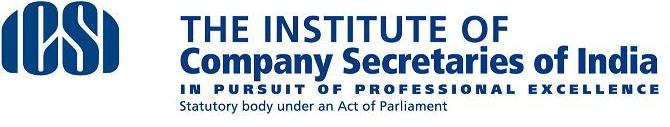 ICSI
THE INSTITUTE OF
Company Secretaries of India
IN PURSUIT OF PROFESSIONAL EXCELLENCE
Statutory body under an Act of Parliament